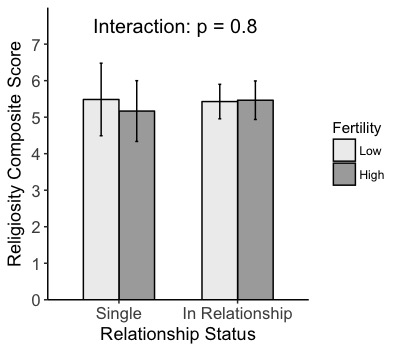 Interaction: p = 0.8
Religiosity Composite Score
7
6
5
4
3
2
1
0
Single
In Relationship
Relationship Status
Fertility
Low
High